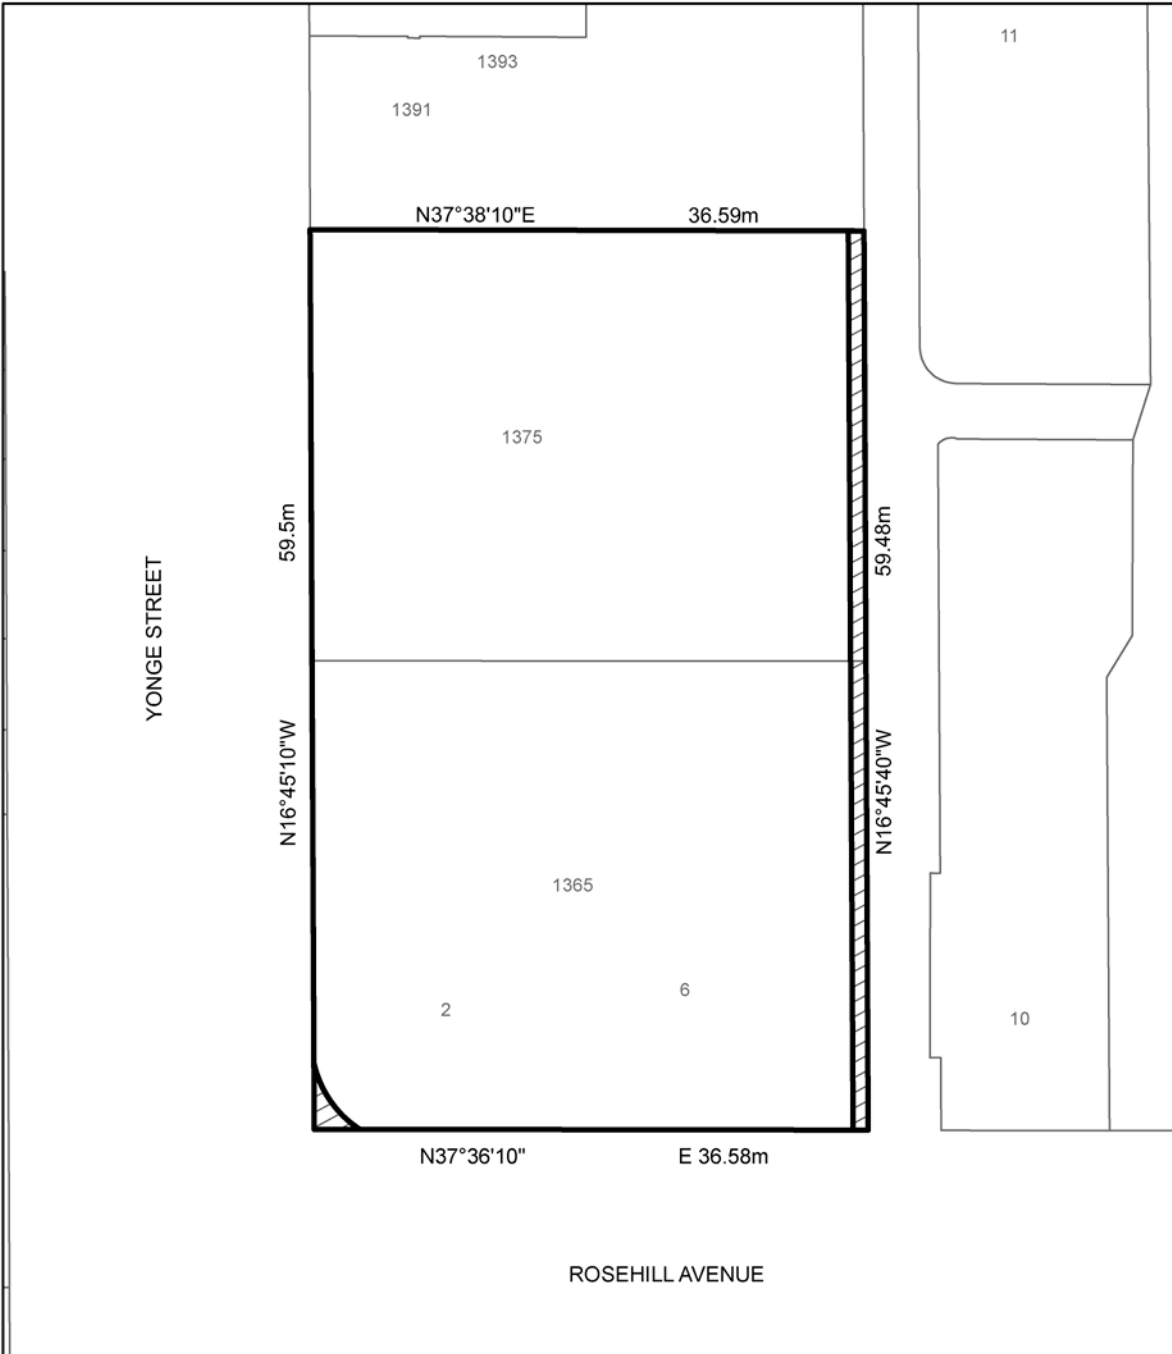 11
1393
1391
N37°38'10"E 36.59m
1375
59.5m
59.48m
YONGE STREET
N16°45'10"W
N16°45'40"W
1365
6
2
10
N37°36'10" E 36.58m
ROSEHILL AVENUE